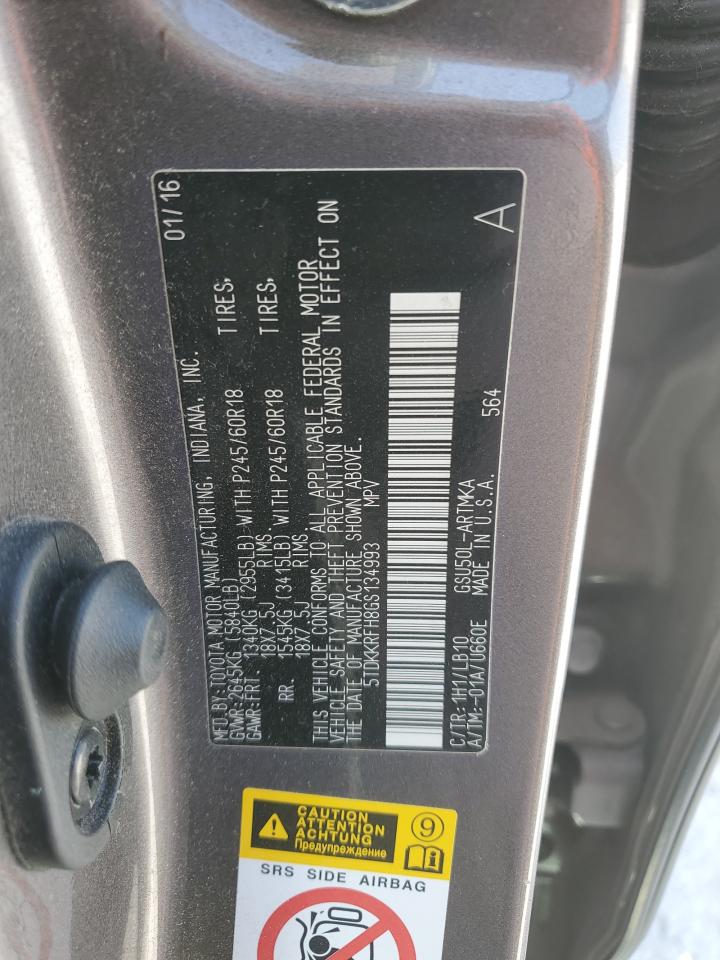 MFD.BY:TOYOTA MOTOR MANUFACTURING, INDIANA, INC. 01/16
GVWR:2645KG (5840LB)
GAWR:FRT. 1340KG (2955LB) WITH P245/60R18 TIRES,
18X7.5J RIMS,
RR. 1545KG (3415LB) WITH P245/60R18 TIRES,
18X7.5J RIMS,
THIS VEHICLE CONFORMS TO ALL APPLICABLE FEDERAL MOTOR
VEHICLE SAFETY AND THEFT PREVENTION STANDARDS IN EFFECT ON
THE DATE OF MANUFACTURE SHOWN ABOVE.
5TDKKRFH8GS134993 MPV
C/TR:1H1/LB10 GSU50L-ARTMKA
A/TM:-01A/U660E MADE IN U.S.A. 564 A
CAUTION
ATTENTION
ACHTUNG
Предупреждение
9
i
SRS SIDE AIRBAG